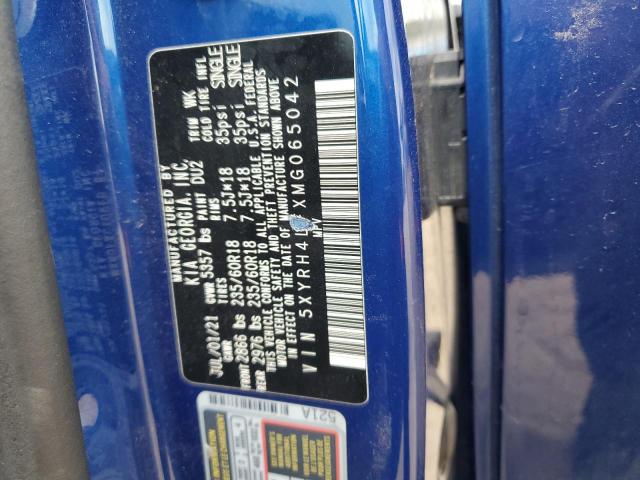 MANUFACTURED BY
KIA GEORGIA, INC.
JUL/01/21 GVWR 5357 lbs PAINT DU2 TRIM WK
GAWR TIRES RIMS COLD TIRE INFL
FRONT 2866 lbs 235/60R18 7.5J×18 35psi SINGLE
REAR 2976 lbs 235/60R18 7.5J×18 35psi SINGLE
THIS VEHICLE CONFORMS TO ALL APPLICABLE U.S.A. FEDERAL
MOTOR VEHICLE SAFETY AND THEFT PREVENTION STANDARDS
IN EFFECT ON THE DATE OF MANUFACTURE SHOWN ABOVE
VIN 5XYRH4 XMG065042
MPV
521A